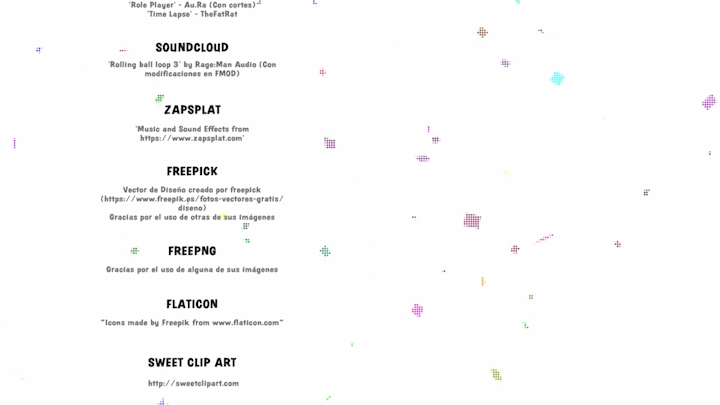 'Role Player' - Au.Ra (Con cortes)
'Time Lapse' - TheFatRat
SOUNDCLOUD
'Rolling ball loop 3' by Rage:Man Audio (Con
modificaciones en FMOD)
ZAPSPLAT
'Music and Sound Effects from
https://www.zapsplat.com'
FREEPICK
Vector de Diseño creado por freepick
(https://www.freepik.es/fotos-vectores-gratis/
diseno)
Gracias por el uso de otras de sus imágenes
FREEPNG
Gracias por el uso de alguna de sus imágenes
FLATICON
"Icons made by Freepik from www.flaticon.com"
SWEET CLIP ART
http://sweetclipart.com